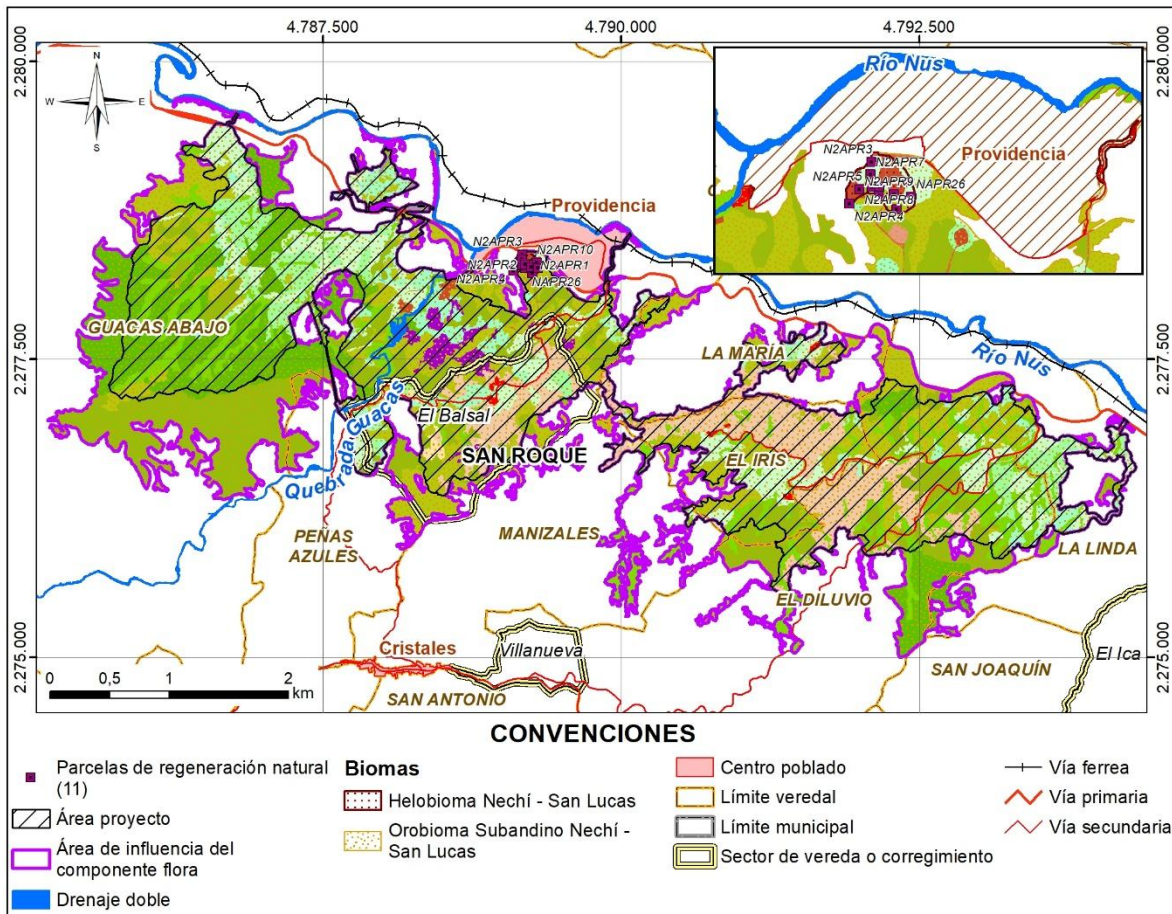 4.787.500
4.790.000
4.792.500
2.280.000
2.280.000
N
W
E
S
Río Nus
N2APR3
N2APR7
Providencia
N2APR5
N2APR9
NAPR26
N2APR8
N2APR4
Providencia
N2APR3
N2APR10
N2APR2
N2APR1
N2APR4
NAPR26
GUACAS ABAJO
2.277.500
2.277.500
LA MARÍA
Río Nus
El Balsal
Quebrada Guacas
SAN ROQUE
EL IRIS
PEÑAS
AZULES
MANIZALES
LA LINDA
EL DILUVIO
Cristales
Villanueva
El Ica
2.275.000
2.275.000
SAN JOAQUÍN
SAN ANTONIO
0
0,5
1
2
km
CONVENCIONES
Parcelas de regeneración natural
(11)
Área proyecto
Área de influencia del
componente flora
Drenaje doble
Biomas
Helobioma Nechí - San Lucas
Orobioma Subandino Nechí -
San Lucas
Centro poblado
Límite veredal
Límite municipal
Sector de vereda o corregimiento
Vía ferrea
Vía primaria
Vía secundaria